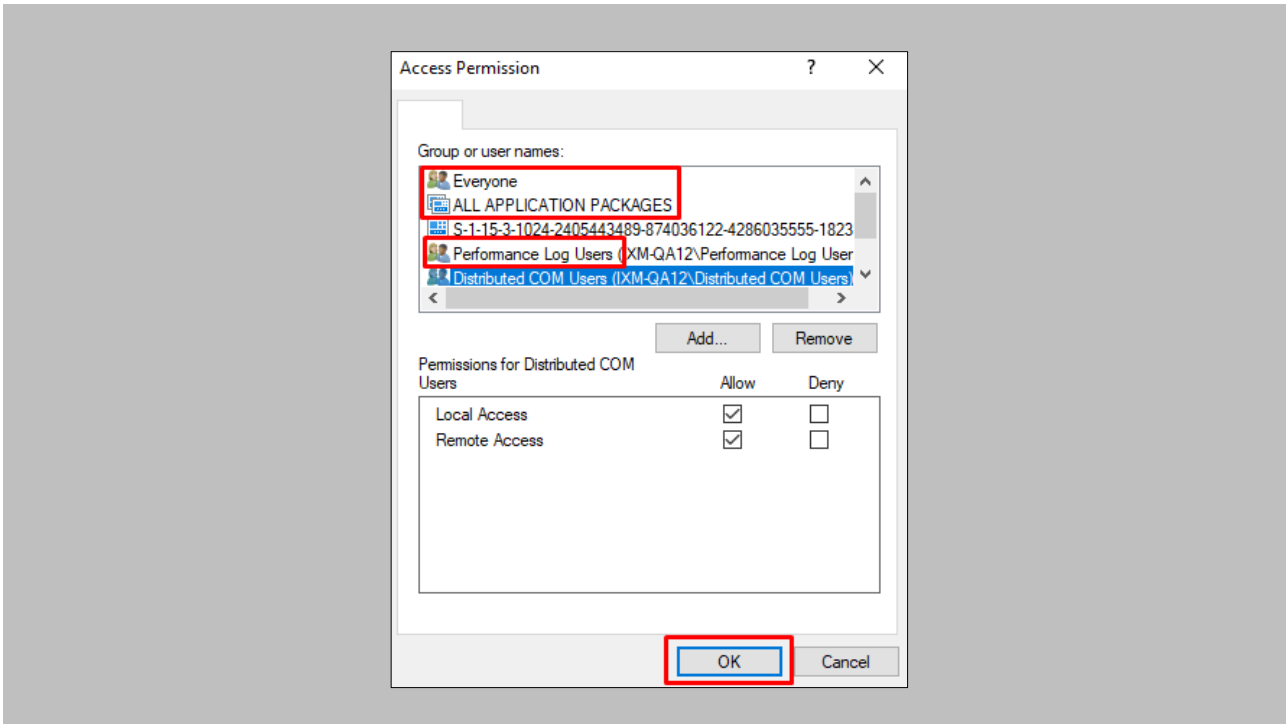 Access Permission ?
Group or user names:
Everyone
ALL APPLICATION PACKAGES
S-1-15-3-1024-2405443489-874036122-4286035555-1823
Performance Log Users (IXM-QA12\Performance Log User
Distributed COM Users (IXM-QA12\Distributed COM Users)
Add... Remove
Permissions for Distributed COM
Users Allow Deny
Local Access
Remote Access
OK Cancel